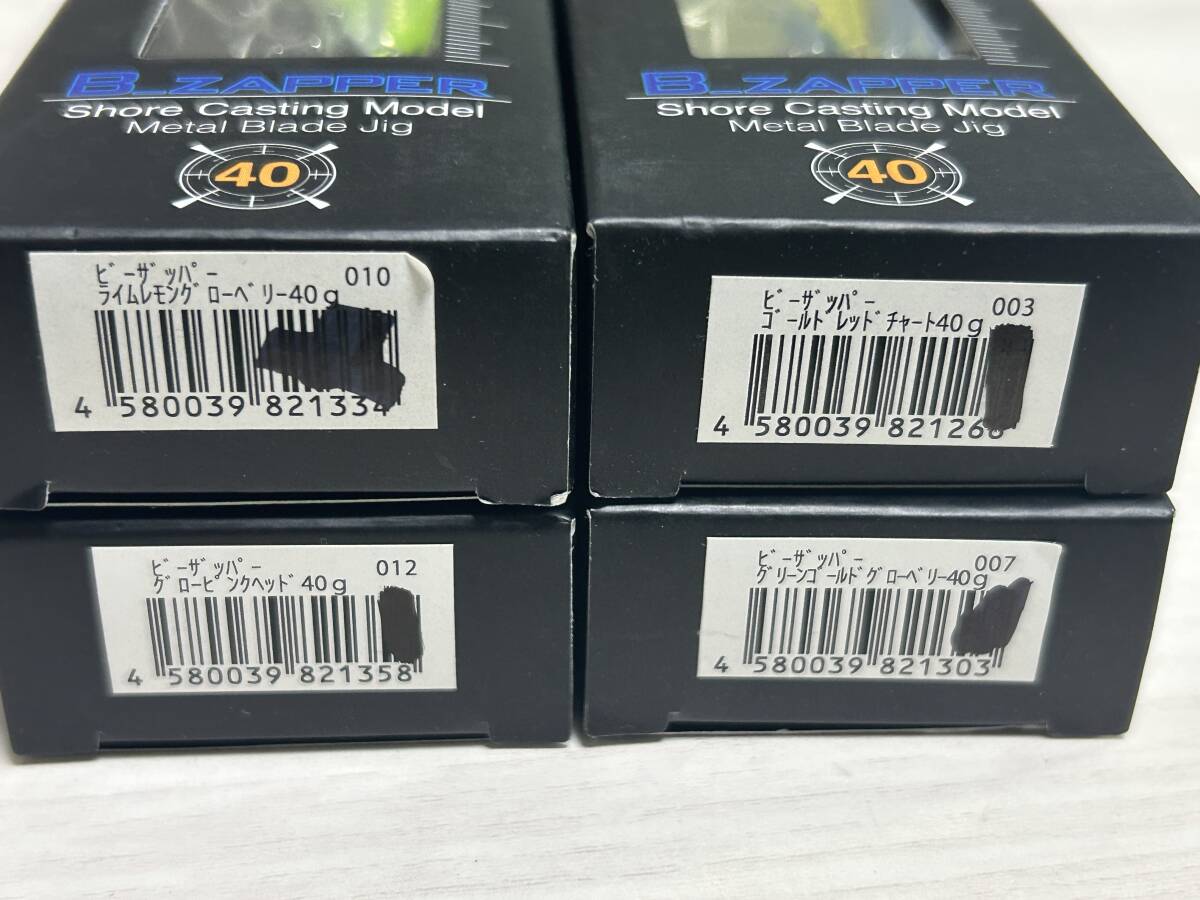 B_ZAPPER
Shore Casting Model
Metal Blade Jig
40
ビーザッパー
ライムレモングローベリー40g
010
4 580039 821334
B_ZAPPER
Shore Casting Model
Metal Blade Jig
40
ビーザッパー
ゴールドレッドチャート40g
003
4 580039 821266
ビーザッパー
グローピンクヘッド40g
012
4 580039 821358
ビーザッパー
グリーンゴールドグローベリー40g
007
4 580039 821303